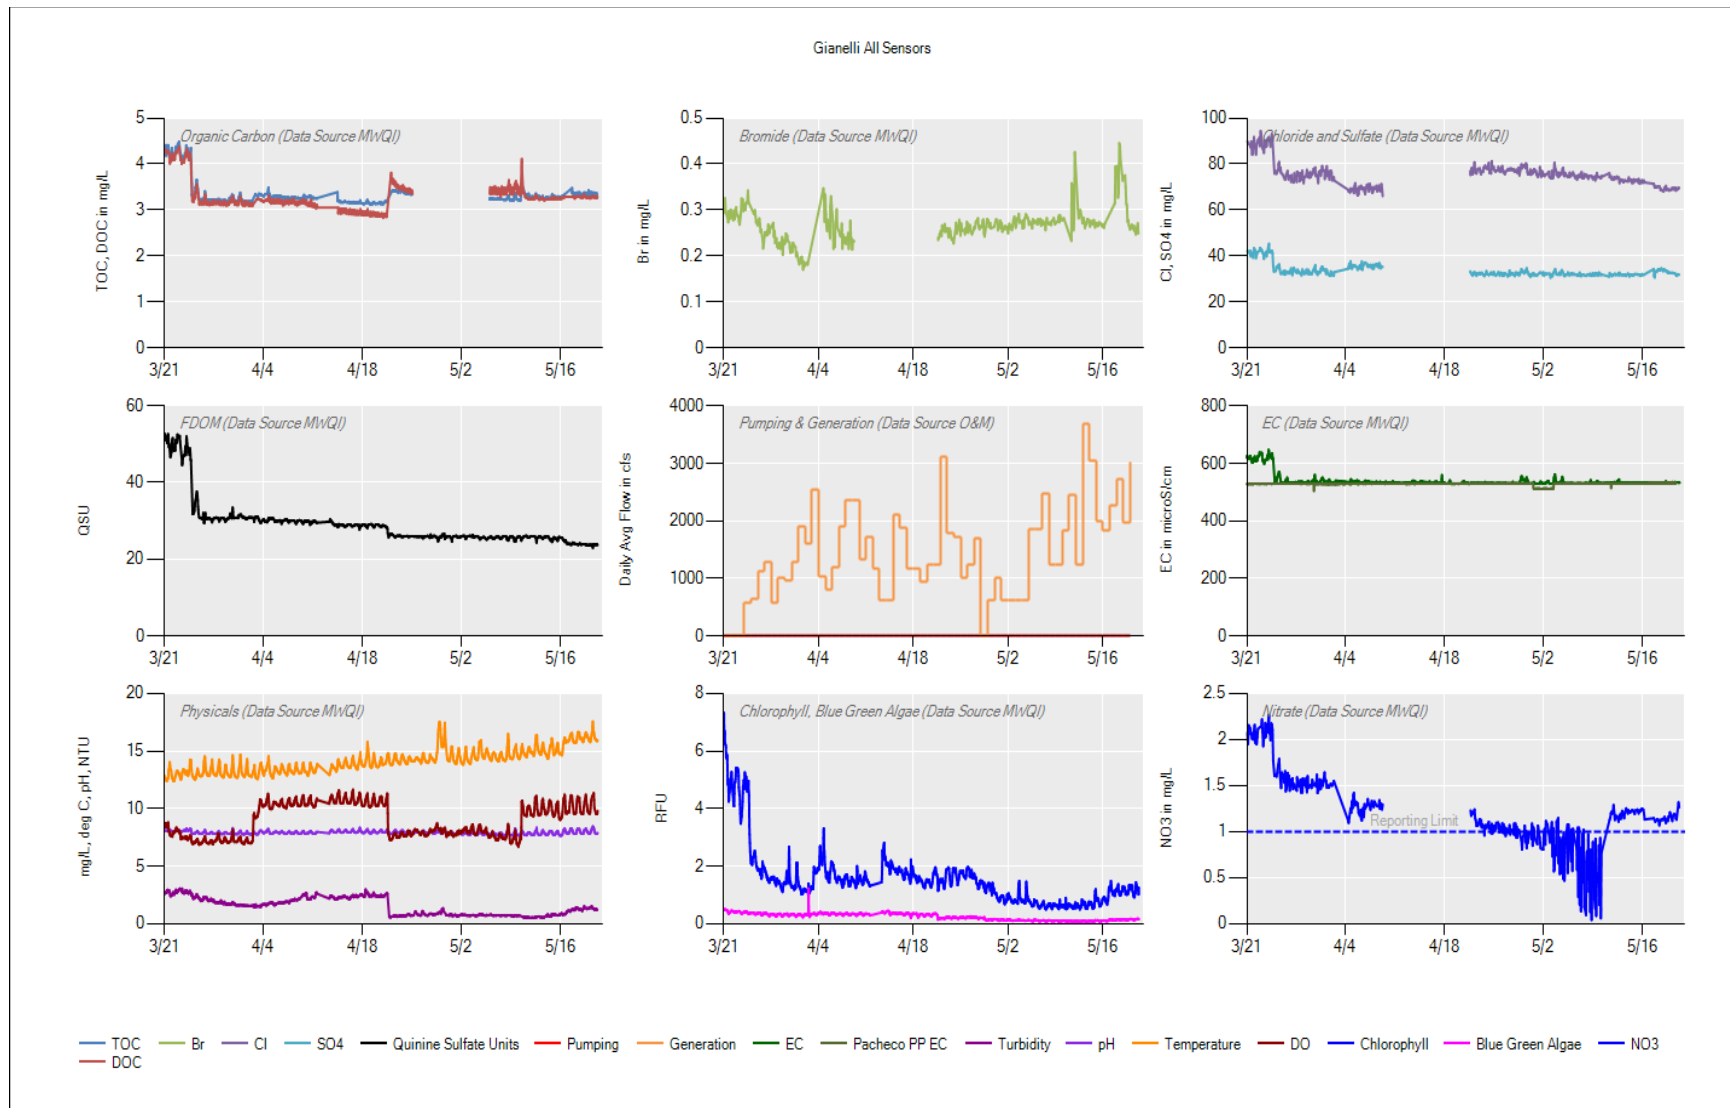 Gianelli All Sensors
Organic Carbon (Data Source MWQI)
TOC, DOC in mg/L
5
4
3
2
1
0
3/21 4/4 4/18 5/2 5/16
Bromide (Data Source MWQI)
Br in mg/L
0.5
0.4
0.3
0.2
0.1
0
3/21 4/4 4/18 5/2 5/16
Chloride and Sulfate (Data Source MWQI)
Cl, SO4 in mg/L
100
80
60
40
20
0
3/21 4/4 4/18 5/2 5/16
FDOM (Data Source MWQI)
QSU
60
40
20
0
3/21 4/4 4/18 5/2 5/16
Pumping & Generation (Data Source O&M)
Daily Avg Flow in cfs
4000
3000
2000
1000
0
3/21 4/4 4/18 5/2 5/16
EC (Data Source MWQI)
EC in microS/cm
800
600
400
200
0
3/21 4/4 4/18 5/2 5/16
Physicals (Data Source MWQI)
mg/L, deg C, pH, NTU
20
15
10
5
0
3/21 4/4 4/18 5/2 5/16
Chlorophyll, Blue Green Algae (Data Source MWQI)
RFU
8
6
4
2
0
3/21 4/4 4/18 5/2 5/16
Nitrate (Data Source MWQI)
NO3 in mg/L
2.5
2
1.5
1
0.5
0
Reporting Limit
3/21 4/4 4/18 5/2 5/16
TOC Br Cl SO4 Quinine Sulfate Units Pumping Generation EC Pacheco PP EC Turbidity pH Temperature DO Chlorophyll Blue Green Algae NO3
DOC